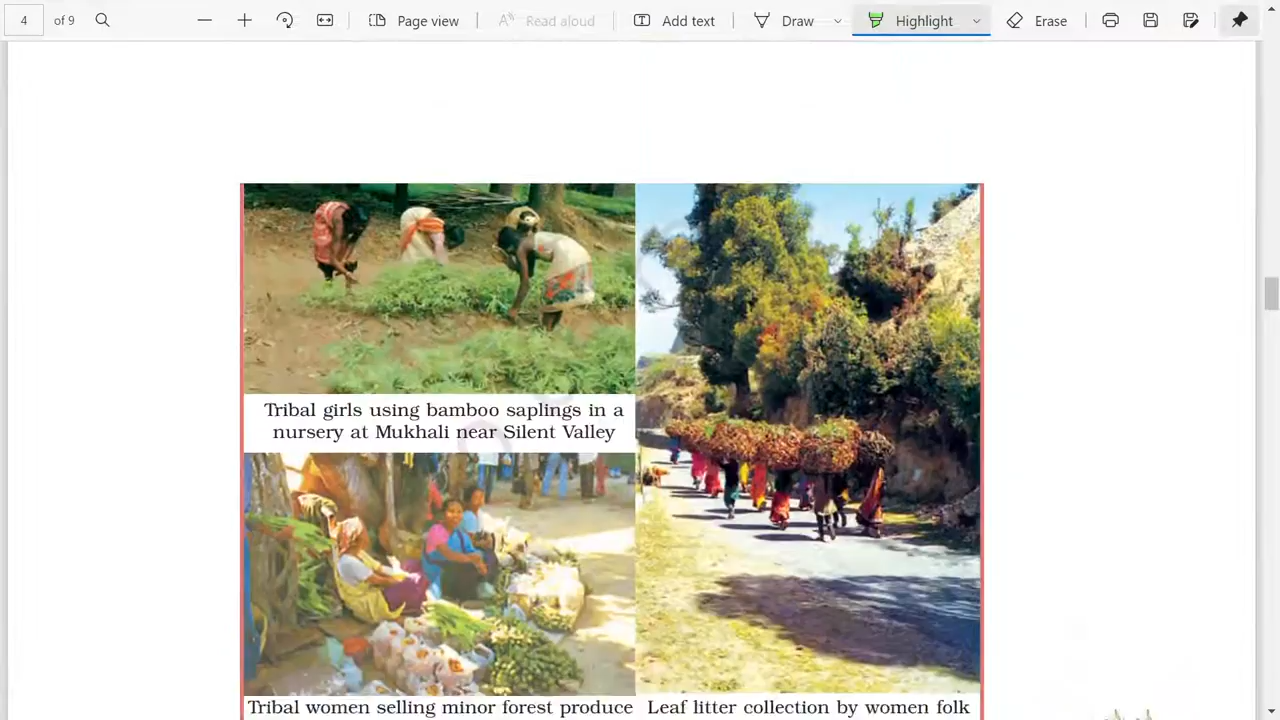 4 of 9 Page view Read aloud Add text Draw Highlight Erase
Tribal girls using bamboo saplings in a
nursery at Mukhali near Silent Valley
Tribal women selling minor forest produce
Leaf litter collection by women folk